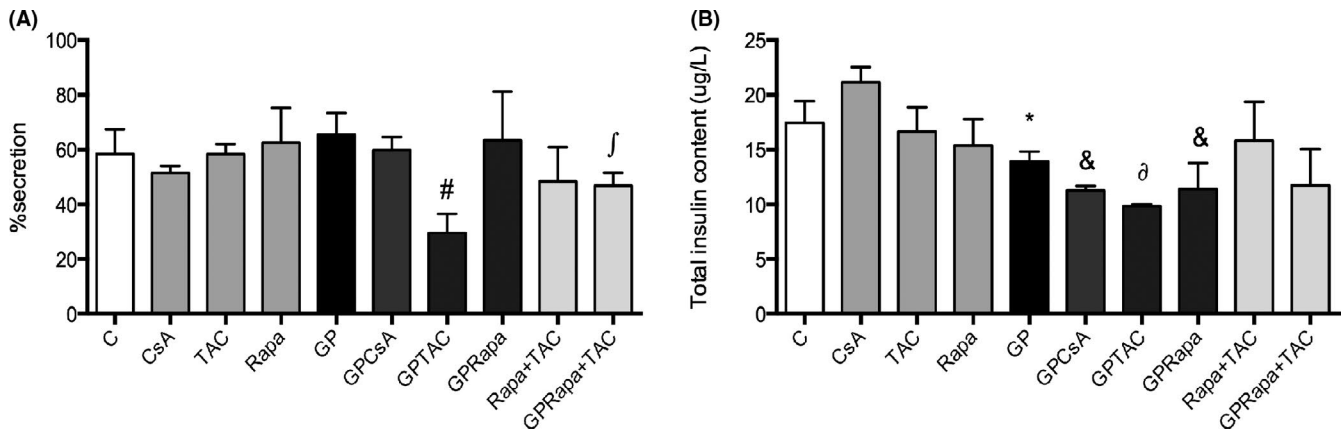 (A)
%secretion
100
80
60
40
20
0
#
∫
C
CsA
TAC
Rapa
GP
GPCsA
GPTAC
GPRapa
Rapa+TAC
GPRapa+TAC
(B)
Total insulin content (ug/L)
25
20
15
10
5
0
*
&
∂
&
C
CsA
TAC
Rapa
GP
GPCsA
GPTAC
GPRapa
Rapa+TAC
GPRapa+TAC